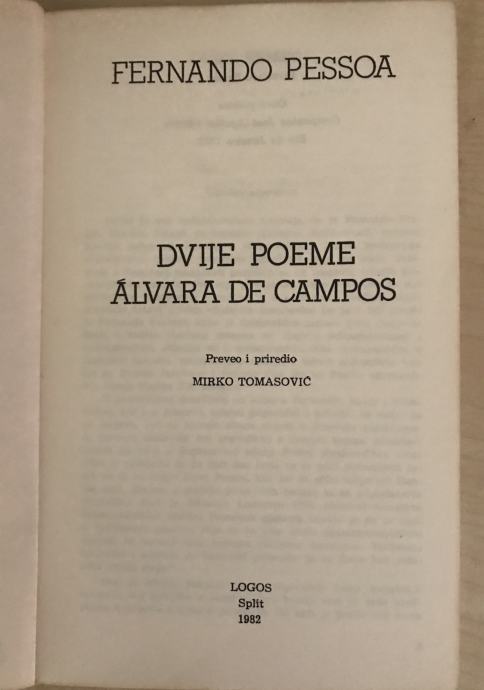 FERNANDO PESSOA
DVIJE POEME
ÁLVARA DE CAMPOS
Preveo i priredio
MIRKO TOMASOVIĆ
LOGOS
Split
1982